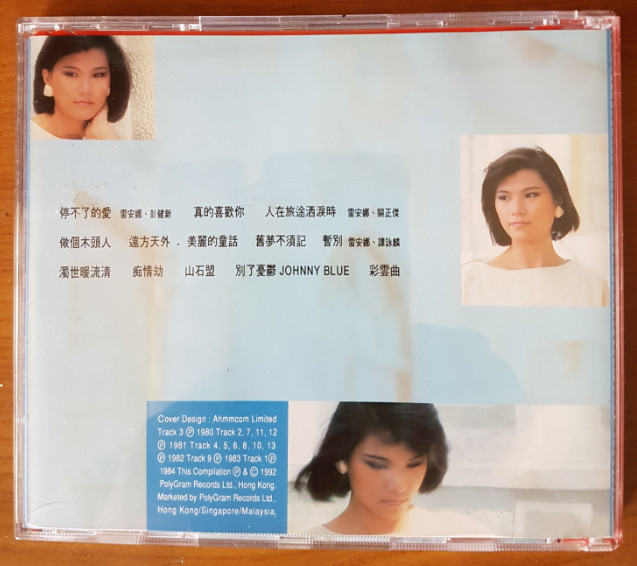 停不了的愛 雷安娜、彭健新 真的喜歡你 人在旅途洒淚時 雷安娜、關正傑
做個木頭人 遠方天外 . 美麗的童話 舊夢不須記 暫別 雷安娜、譚詠麟
濁世暖流清 痴情劫 山石盟 別了憂鬱 JOHNNY BLUE 彩雲曲
Cover Design : Ahmmcom Limited
Track 3 Ⓟ 1980 Track 2, 7, 11, 12
Ⓟ 1981 Track 4, 5, 6, 8, 10, 13
Ⓟ 1982 Track 9 Ⓟ 1983 Track 1Ⓟ
1984 This Compilation Ⓟ & © 1992
PolyGram Records Ltd., Hong Kong.
Marketed by PolyGram Records Ltd.,
Hong Kong/Singapore/Malaysia,